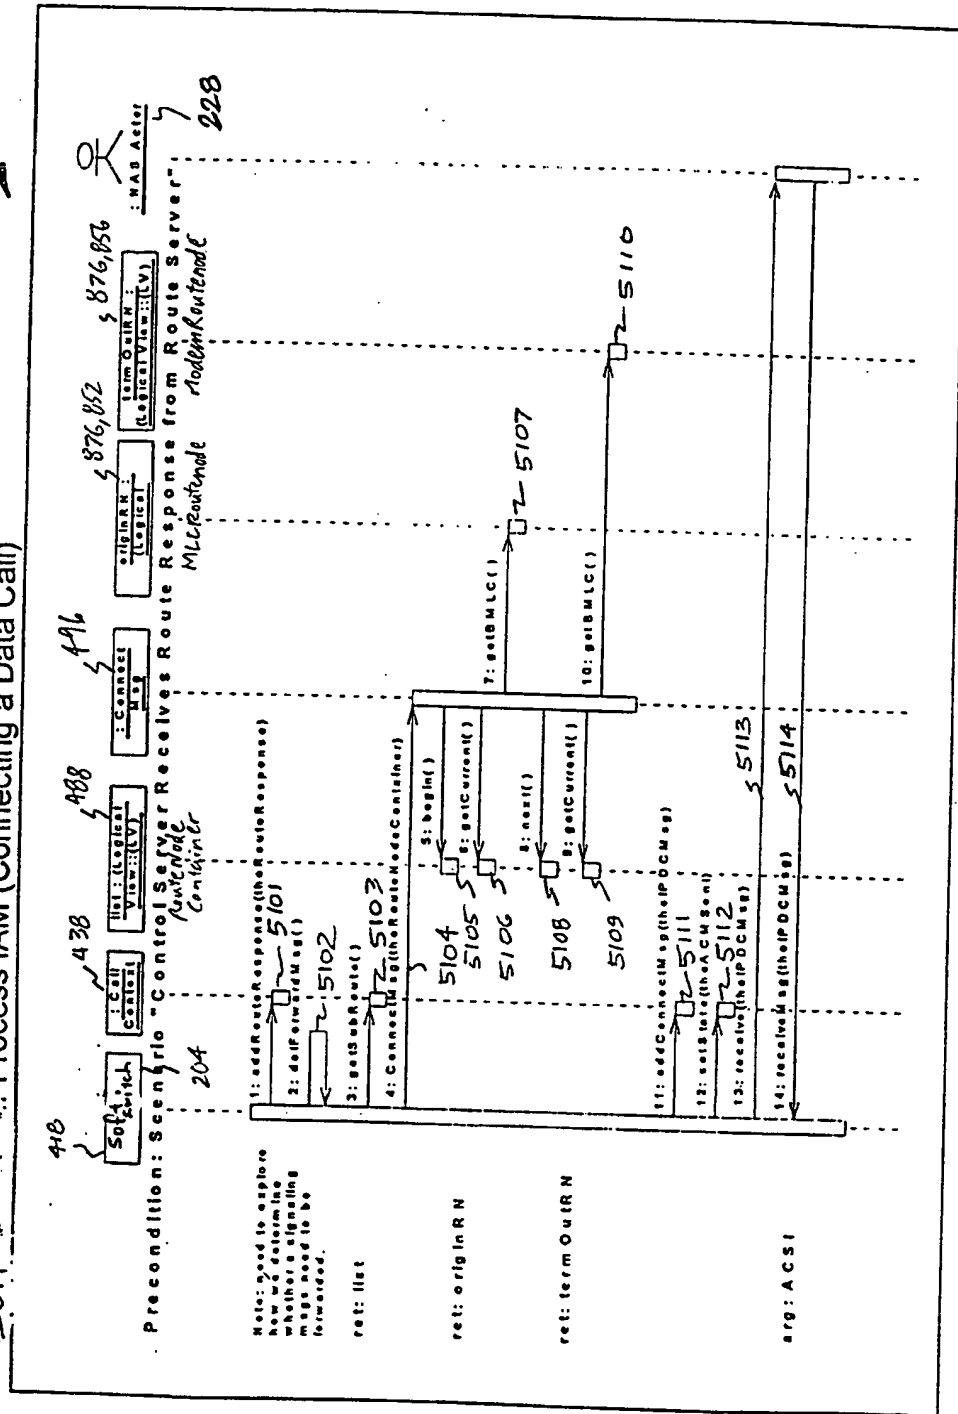 Process IAM (Connecting a Data Call)
418
Soft switch
204
438
: Call
Context
488
list : (Logical
View::(LV)
RouteNode
Container
496
: Connect
Msg
876,852
originRN :
(Logical
MLCRoutenode
876,856
termOutRN :
(Logical View::(LV)
ModemRoutenode
: NAS Actor
228
Precondition: Scenario "Control Server Receives Route Response from Route Server"
Note: need to explore
how we determine
whether a signaling
msgs need to be
forwarded.
1: addRouteResponse(theRouteResponse)
5101
2: doIForwardMsg()
5102
ret: list
3: getSubRoute()
5103
4: ConnectMsg(theRouteNodeContainer)
5104
5: begin()
5105
ret: originRN
6: getCurrent()
5106
7: getBMLC()
5107
8: next()
5108
ret: termOutRN
9: getCurrent()
5109
10: getBMLC()
5110
11: addConnectMsg(theIPDCMsg)
5111
12: setState(theACMSent)
5112
13: receive(theIPDCMsg)
5113
arg: ACSI
14: receiveMsg(theIPDCMsg)
5114